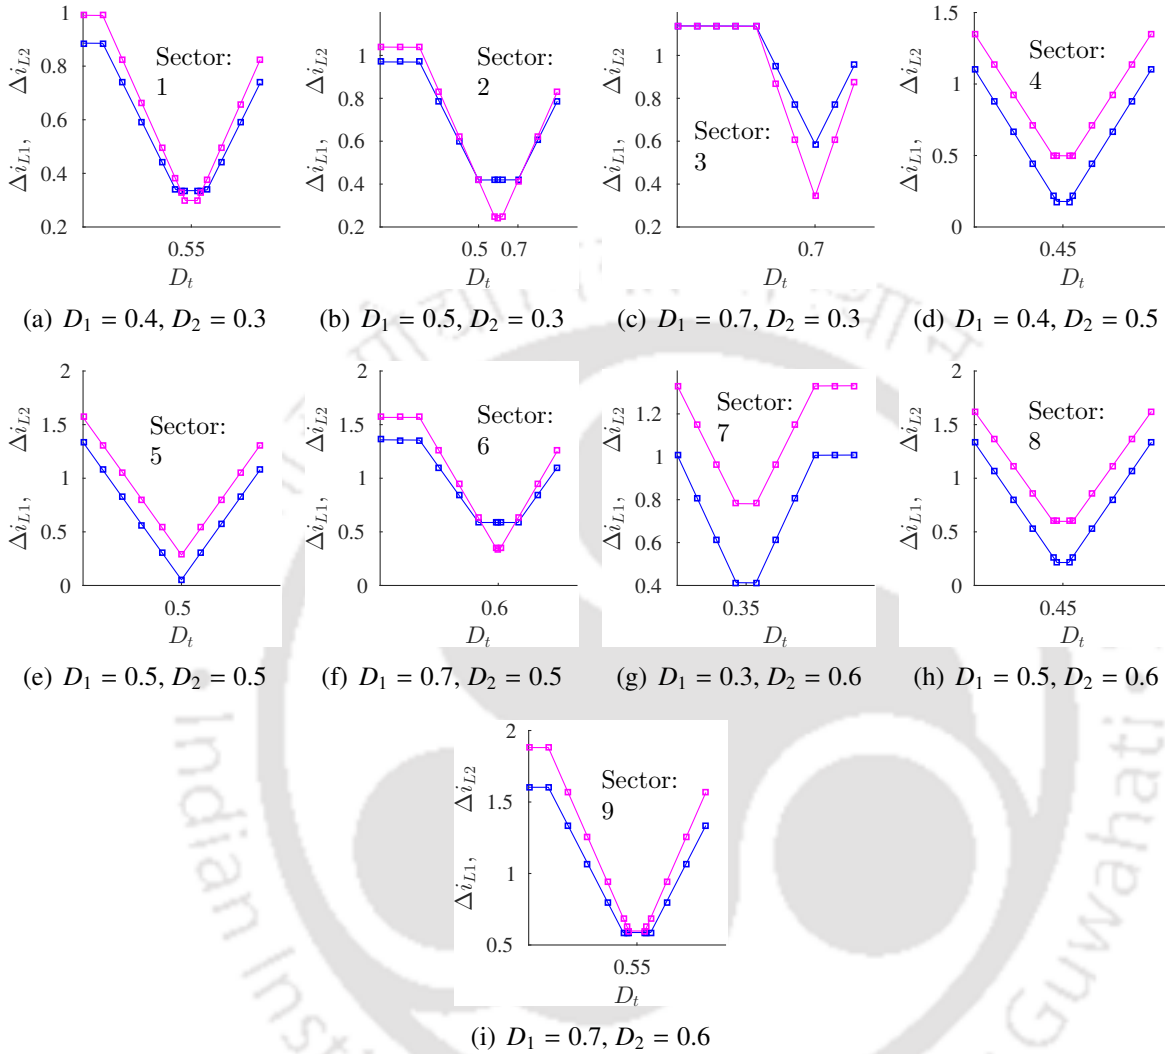 1
0.8
0.6
0.4
0.2
Δi_{L1}, Δi_{L2}
Sector:
1
0.55
D_t
(a) D_1 = 0.4, D_2 = 0.3
1
0.8
0.6
0.4
0.2
Δi_{L1}, Δi_{L2}
Sector:
2
0.5 0.7
D_t
(b) D_1 = 0.5, D_2 = 0.3
1
0.8
0.6
0.4
0.2
Δi_{L1}, Δi_{L2}
Sector:
3
0.7
D_t
(c) D_1 = 0.7, D_2 = 0.3
1.5
1
0.5
0
Δi_{L1}, Δi_{L2}
Sector:
4
0.45
D_t
(d) D_1 = 0.4, D_2 = 0.5
2
1.5
1
0.5
0
Δi_{L1}, Δi_{L2}
Sector:
5
0.5
D_t
(e) D_1 = 0.5, D_2 = 0.5
2
1.5
1
0.5
0
Δi_{L1}, Δi_{L2}
Sector:
6
0.6
D_t
(f) D_1 = 0.7, D_2 = 0.5
1.2
1
0.8
0.6
0.4
Δi_{L1}, Δi_{L2}
Sector:
7
0.35
D_t
(g) D_1 = 0.3, D_2 = 0.6
2
1.5
1
0.5
0
Δi_{L1}, Δi_{L2}
Sector:
8
0.45
D_t
(h) D_1 = 0.5, D_2 = 0.6
2
1.5
1
0.5
Δi_{L1}, Δi_{L2}
Sector:
9
0.55
D_t
(i) D_1 = 0.7, D_2 = 0.6
Indian Inst
Guwahati